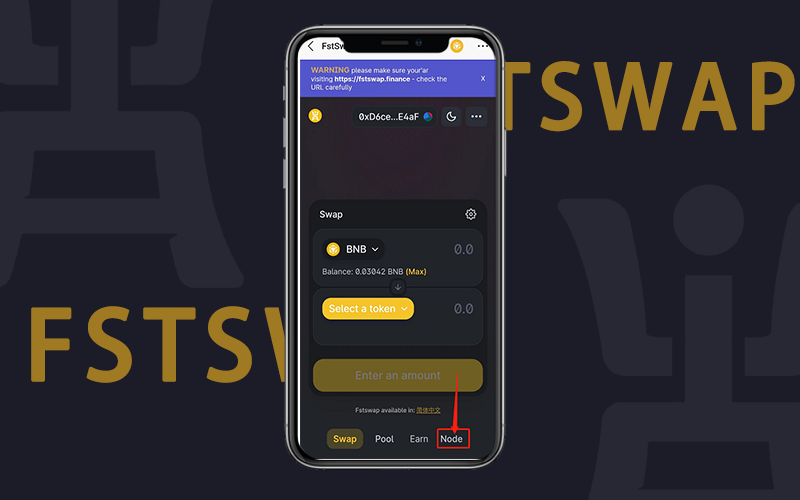 FstSw
WARNING please make sure your'ar
visiting https://fstswap.finance - check the
URL carefully
X
TSWAP
0xD6ce...E4aF
Swap
BNB
0.0
Balance: 0.03042 BNB (Max)
Select a token
0.0
FSTSW
Enter an amount
Fstswap available in: 简体中文
Swap
Pool
Earn
Node